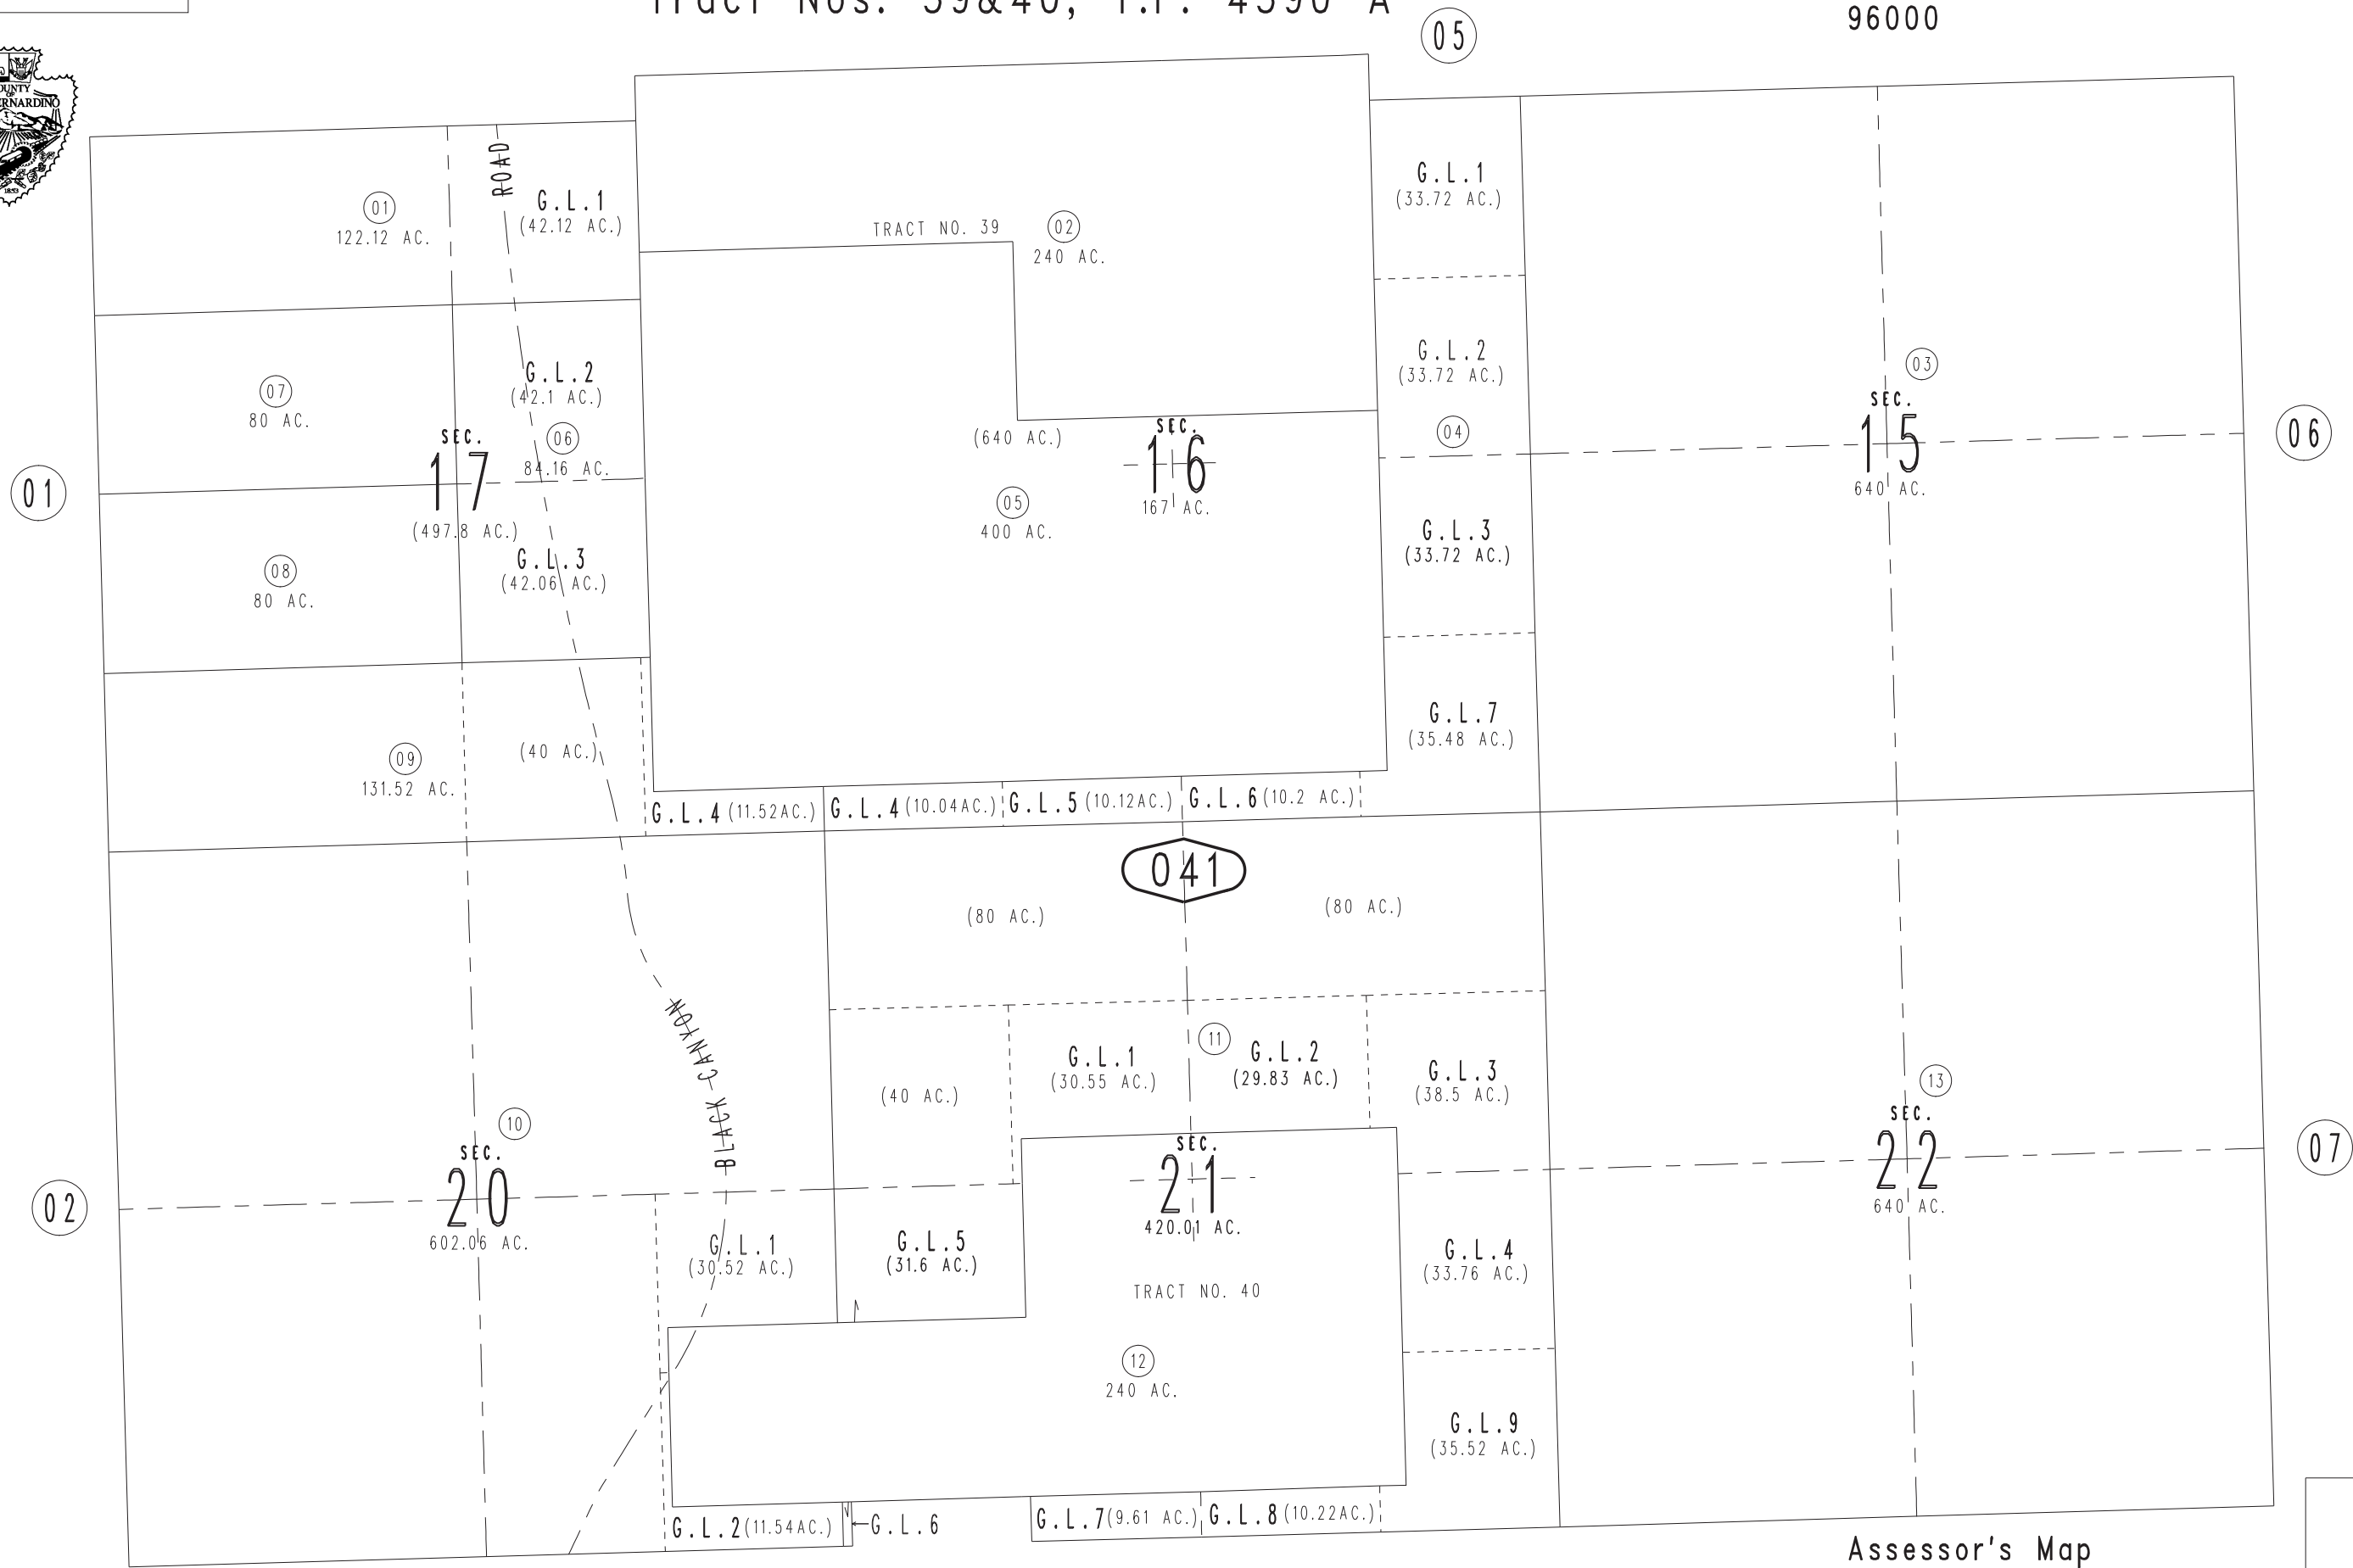 Tract Nos. 39&40, T.P. 4590 A
96000
05
COUNTY
OF
1853
ROAD
G.L.1
(42.12 AC.)
01
122.12 AC.
TRACT NO. 39
02
240 AC.
G.L.1
(33.72 AC.)
G.L.2
(42.1 AC.)
07
80 AC.
06
84.16 AC.
SEC.
17
(497.8 AC.)
01
G.L.2
(33.72 AC.)
04
03
SEC.
15
640 AC.
06
(640 AC.)
SEC.
16
167 AC.
05
400 AC.
G.L.3
(42.06 AC.)
08
80 AC.
G.L.3
(33.72 AC.)
G.L.7
(35.48 AC.)
09
131.52 AC.
(40 AC.)
G.L.4 (11.52AC.)
G.L.4 (10.04AC.)
G.L.5 (10.12AC.)
G.L.6 (10.2 AC.)
041
(80 AC.)
(80 AC.)
BLACK CANYON
(40 AC.)
G.L.1
(30.55 AC.)
11
G.L.2
(29.83 AC.)
G.L.3
(38.5 AC.)
13
SEC.
22
640 AC.
07
10
SEC.
20
602.06 AC.
02
SEC.
21
420.01 AC.
G.L.1
(30.52 AC.)
G.L.5
(31.6 AC.)
G.L.4
(33.76 AC.)
TRACT NO. 40
12
240 AC.
G.L.9
(35.52 AC.)
G.L.2 (11.54AC.)
G.L.6
G.L.7 (9.61 AC.)
G.L.8 (10.22AC.)
Assessor's Map